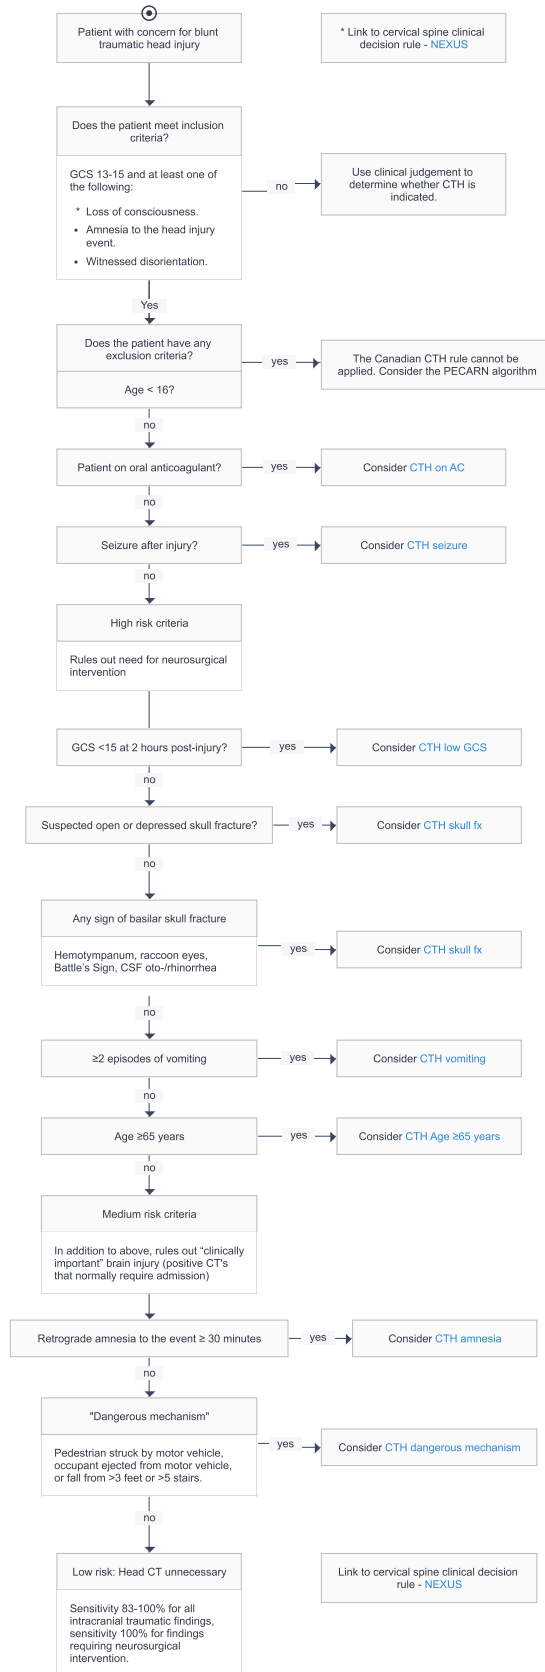 Patient with concern for blunt
traumatic head injury
* Link to cervical spine clinical
decision rule - NEXUS
Does the patient meet inclusion
criteria?
GCS 13-15 and at least one of
the following:
* Loss of consciousness.
• Amnesia to the head injury
event.
• Witnessed disorientation.
no
Use clinical judgement to
determine whether CTH is
indicated.
Yes
Does the patient have any
exclusion criteria?
Age < 16?
yes
The Canadian CTH rule cannot be
applied. Consider the PECARN algorithm
no
Patient on oral anticoagulant?
yes
Consider CTH on AC
no
Seizure after injury?
yes
Consider CTH seizure
no
High risk criteria
Rules out need for neurosurgical
intervention
GCS <15 at 2 hours post-injury?
yes
Consider CTH low GCS
no
Suspected open or depressed skull fracture?
yes
Consider CTH skull fx
no
Any sign of basilar skull fracture
Hemotympanum, raccoon eyes,
Battle's Sign, CSF oto-/rhinorrhea
yes
Consider CTH skull fx
no
≥2 episodes of vomiting
yes
Consider CTH vomiting
no
Age ≥65 years
yes
Consider CTH Age ≥65 years
no
Medium risk criteria
In addition to above, rules out “clinically
important” brain injury (positive CT's
that normally require admission)
Retrograde amnesia to the event ≥ 30 minutes
yes
Consider CTH amnesia
no
"Dangerous mechanism"
Pedestrian struck by motor vehicle,
occupant ejected from motor vehicle,
or fall from >3 feet or >5 stairs.
yes
Consider CTH dangerous mechanism
no
Low risk: Head CT unnecessary
Sensitivity 83-100% for all
intracranial traumatic findings,
sensitivity 100% for findings
requiring neurosurgical
intervention.
Link to cervical spine clinical decision
rule - NEXUS